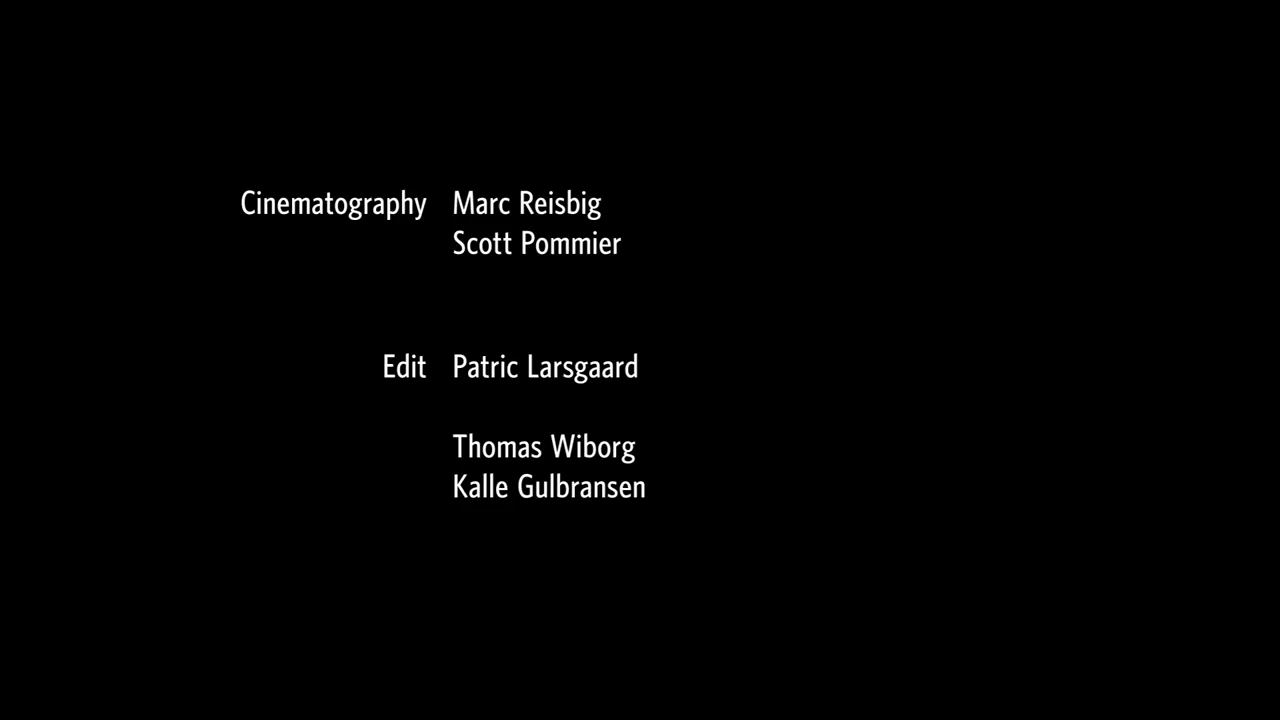 Cinematography Marc Reisbig
Scott Pommier
Edit Patric Larsgaard
Thomas Wiborg
Kalle Gulbransen